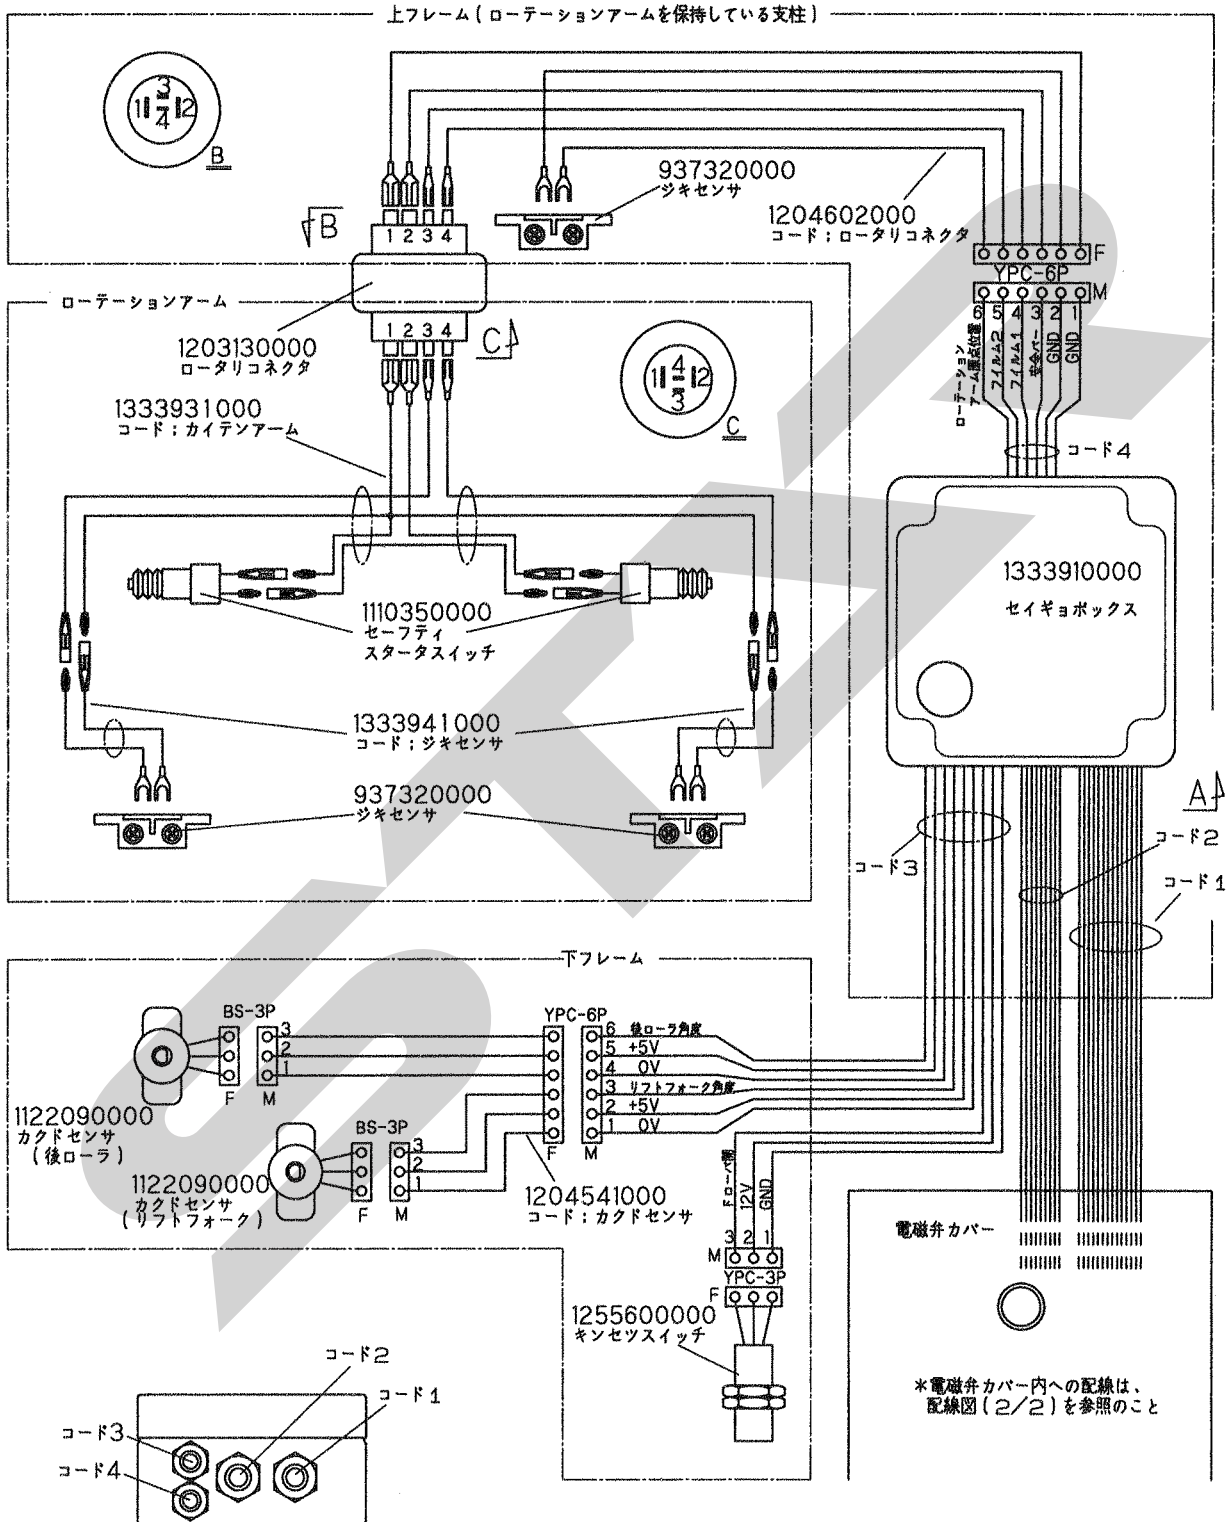 上フレーム(ローテーションアームを保持している支柱)
3
1 2
4
B
937320000
ジキセンサ
1204602000
コード;ロータリコネクタ
B
1 2 3 4
F
YPC-6P
M
6 5 4 3 2 1
ローテーション
アーム原点位置
フイルム2
フイルム1
安全バー
GND
GND
ローテーションアーム
1 2 3 4
C
1203130000
ロータリコネクタ
4
1 2
3
C
1333931000
コード;カイテンアーム
コード4
1333910000
セイギョボックス
1110350000
セーフティ
スタータスイッチ
1333941000
コード;ジキセンサ
937320000
ジキセンサ
A
コード3
コード2
コード1
下フレーム
BS-3P
3
2
1
F M
YPC-6P
6 後ローラ角度
5 +5V
4 0V
3 リフトフォーク角度
2 +5V
1 0V
F M
1122090000
カクドセンサ
(後ローラ)
BS-3P
3
2
1
F M
1122090000
カクドセンサ
(リフトフォーク)
1204541000
コード;カクドセンサ
12V
GND
3 2 1
M
YPC-3P
F
1255600000
キンセツスイッチ
電磁弁カバー
*電磁弁カバー内への配線は、
配線図(2/2)を参照のこと
コード2
コード1
コード3
コード4
STAR